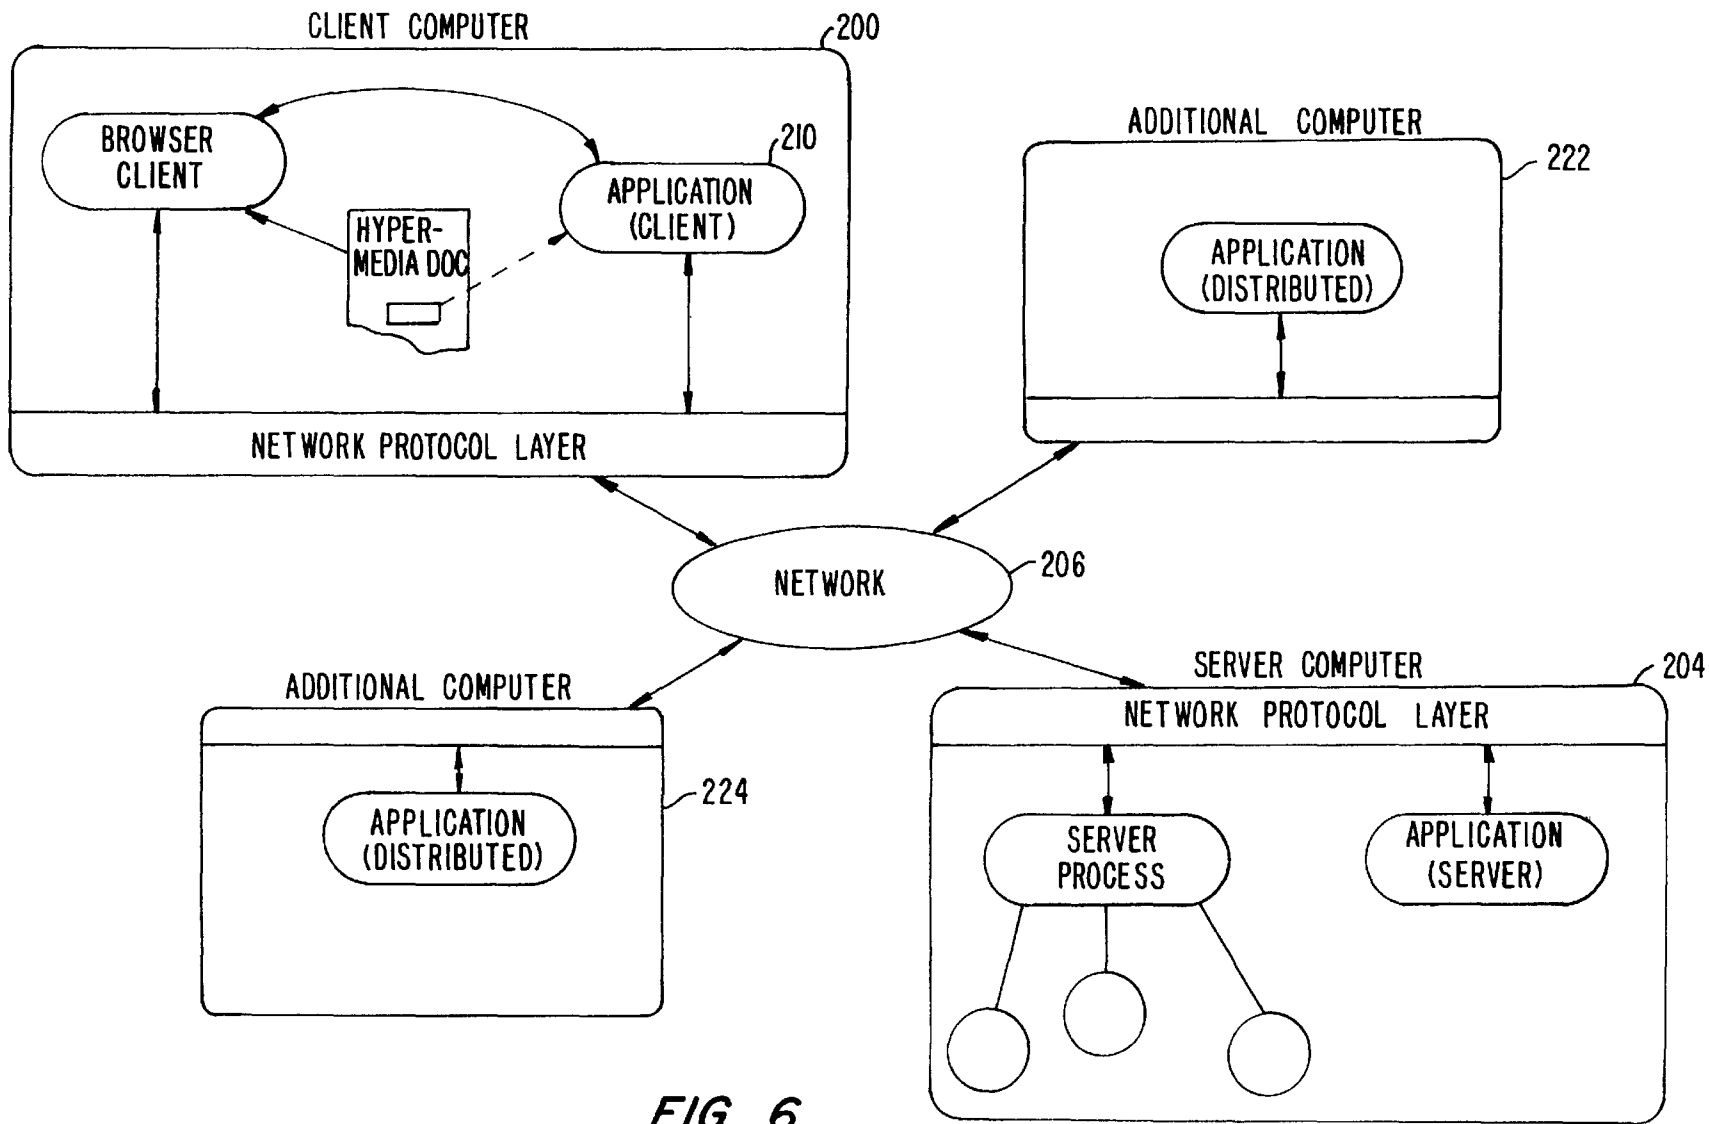 CLIENT COMPUTER
200
BROWSER
CLIENT
210
APPLICATION
(CLIENT)
HYPER-
MEDIA DOC
NETWORK PROTOCOL LAYER
ADDITIONAL COMPUTER
222
APPLICATION
(DISTRIBUTED)
NETWORK
206
ADDITIONAL COMPUTER
224
APPLICATION
(DISTRIBUTED)
SERVER COMPUTER
204
NETWORK PROTOCOL LAYER
SERVER
PROCESS
APPLICATION
(SERVER)
FIG 6